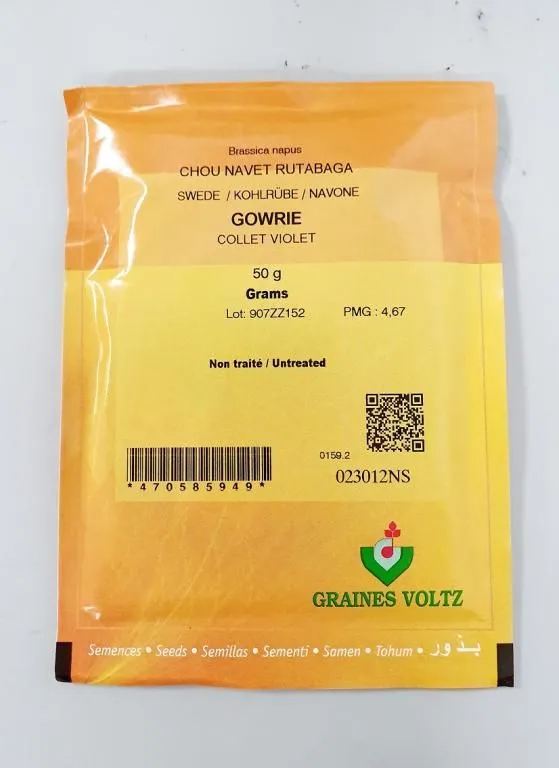 Brassica napus
CHOU NAVET RUTABAGA
SWEDE / KOHLRÜBE / NAVONE
GOWRIE
COLLET VIOLET
50 g
Grams
Lot: 907ZZ152 PMG : 4,67
Non traité / Untreated
0159.2
*470585949*
023012NS
GRAINES VOLTZ
Semences • Seeds • Semillas • Sementi • Samen • Tohum • بذور